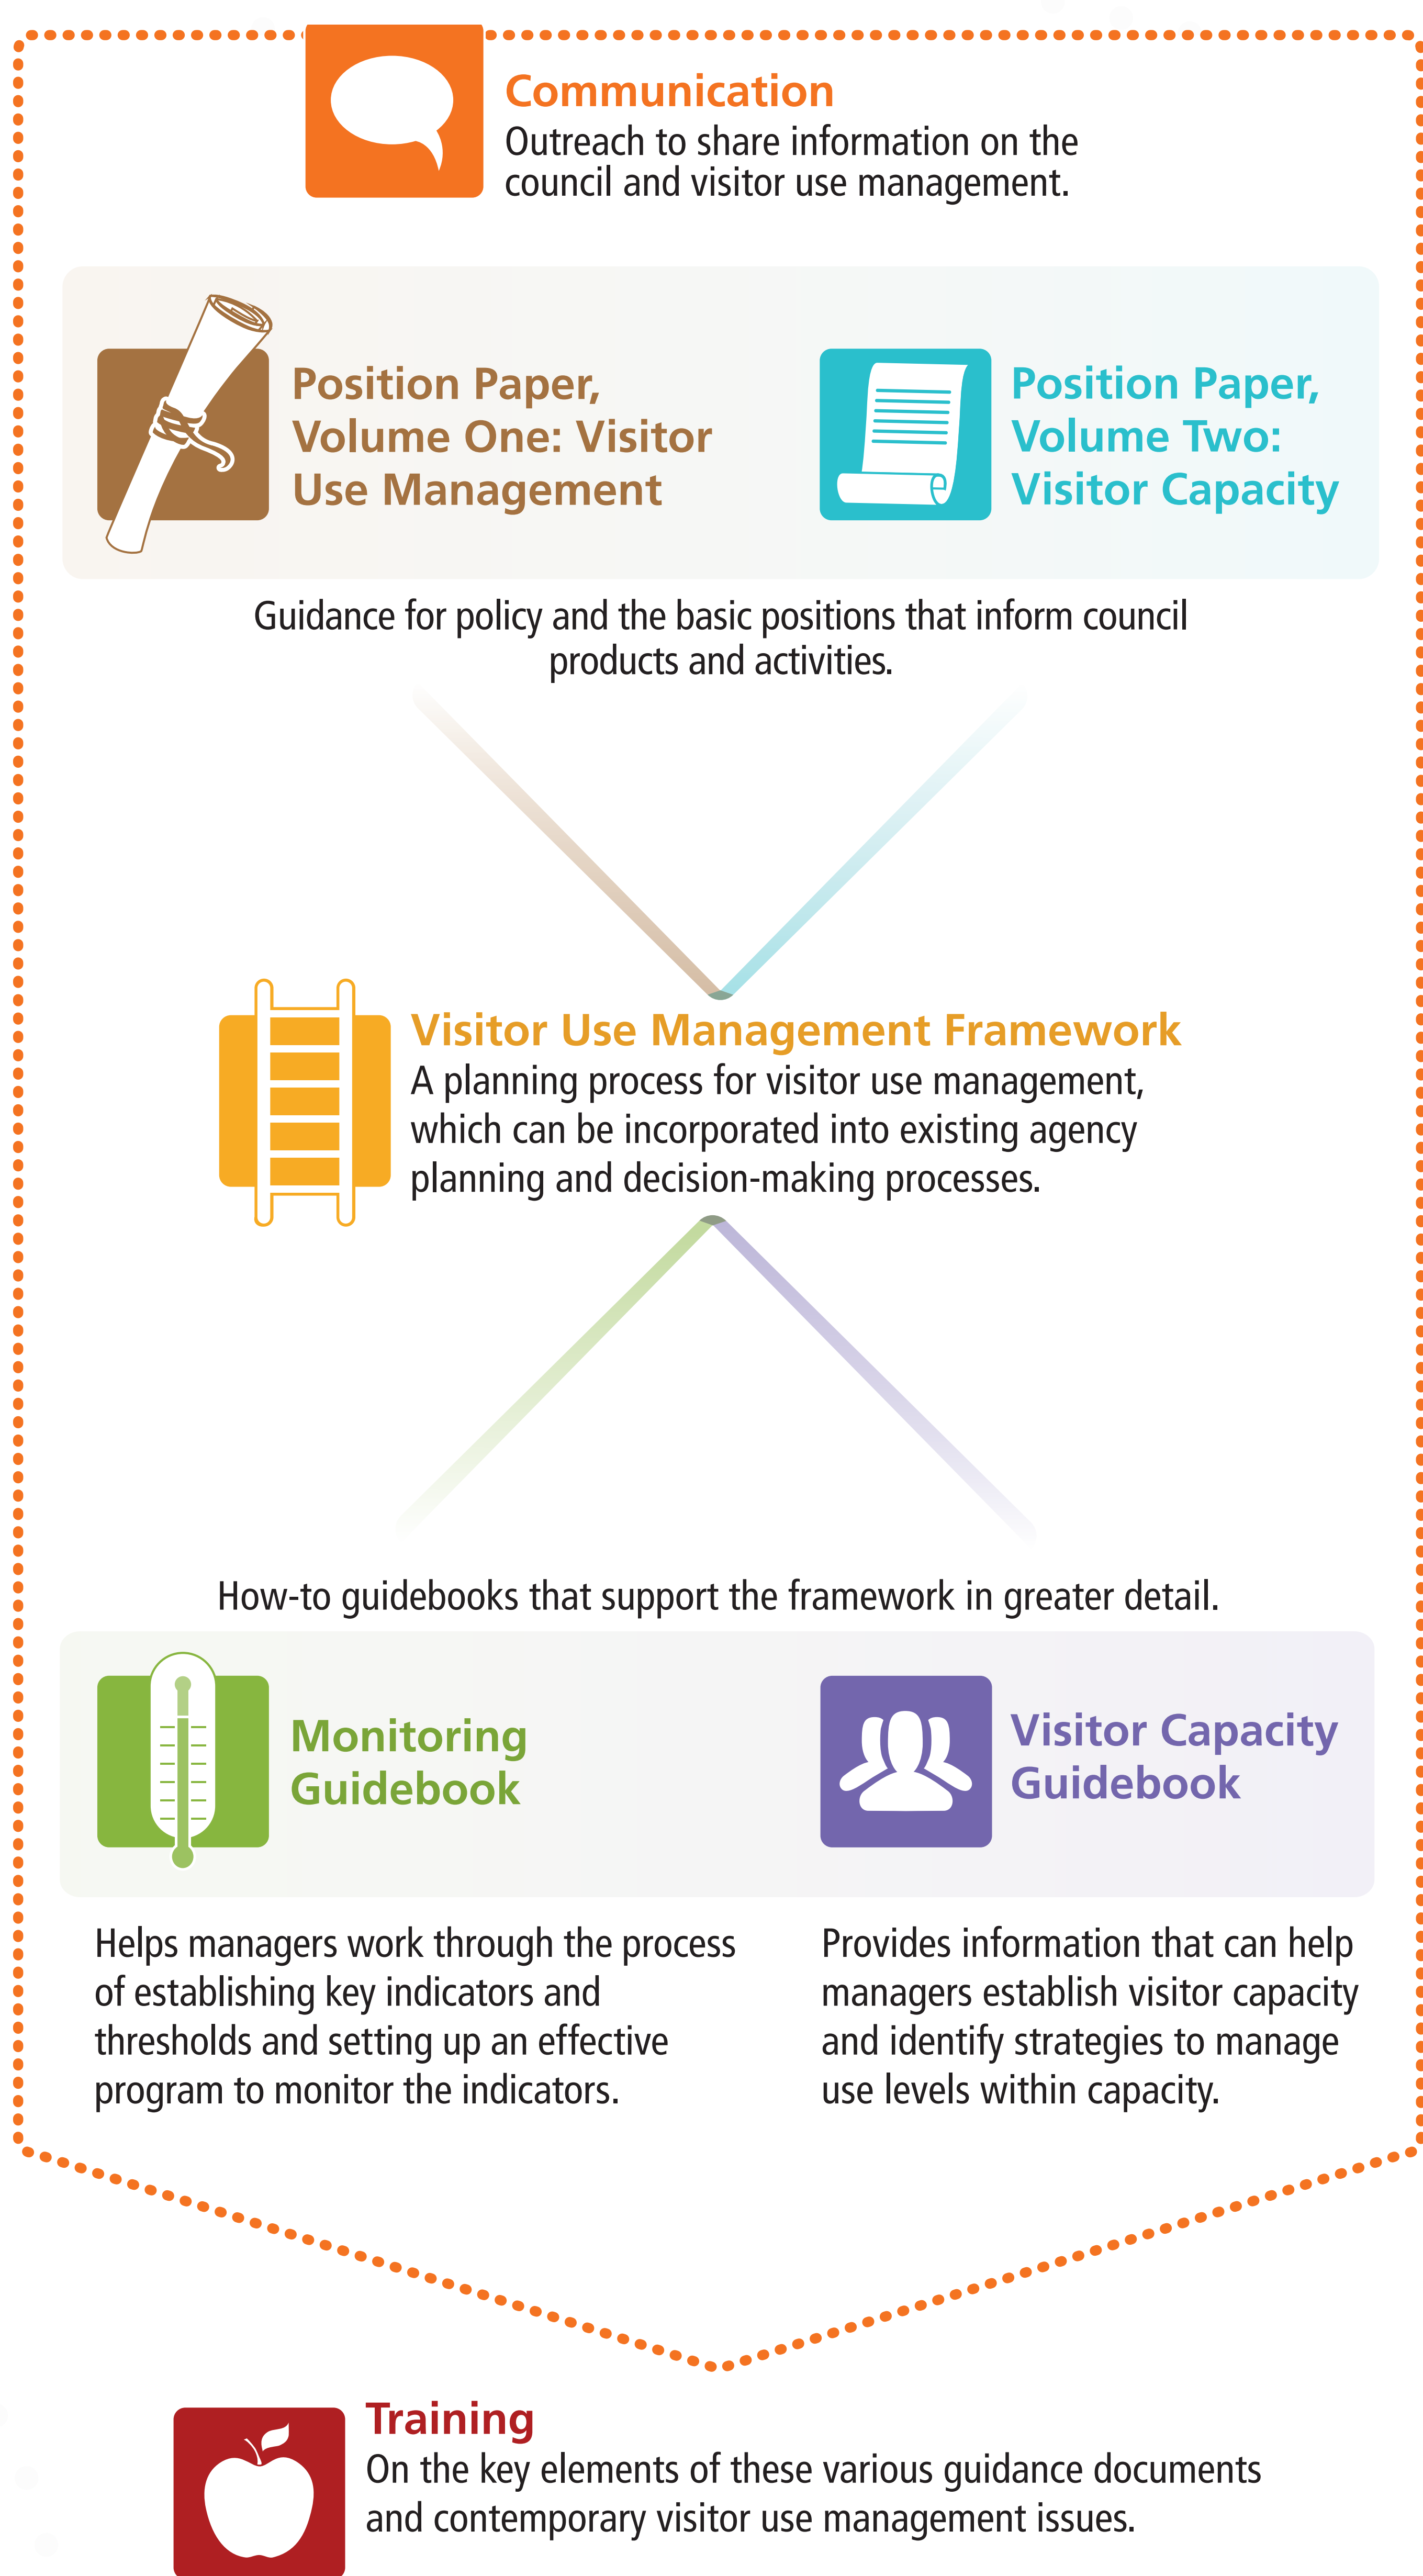 Communication
Outreach to share information on the
council and visitor use management.
Position Paper,
Volume One: Visitor
Use Management
Position Paper,
Volume Two:
Visitor Capacity
Guidance for policy and the basic positions that inform council
products and activities.
Visitor Use Management Framework
A planning process for visitor use management,
which can be incorporated into existing agency
planning and decision-making processes.
How-to guidebooks that support the framework in greater detail.
Monitoring
Guidebook
Visitor Capacity
Guidebook
Helps managers work through the process
of establishing key indicators and
thresholds and setting up an effective
program to monitor the indicators.
Provides information that can help
managers establish visitor capacity
and identify strategies to manage
use levels within capacity.
Training
On the key elements of these various guidance documents
and contemporary visitor use management issues.